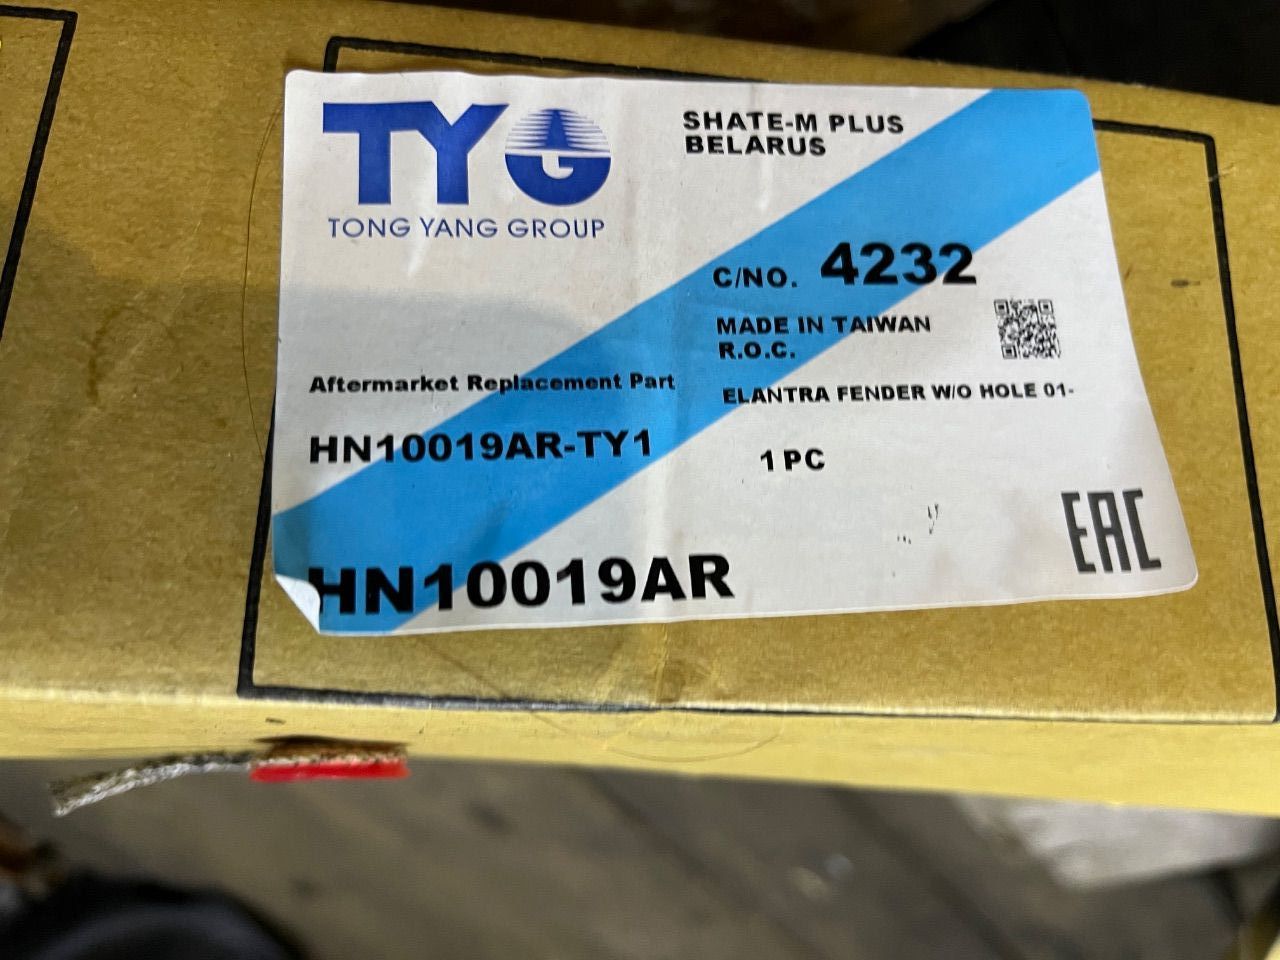 TYG
TONG YANG GROUP
SHATE-M PLUS
BELARUS
C/NO. 4232
MADE IN TAIWAN
R.O.C.
Aftermarket Replacement Part
ELANTRA FENDER W/O HOLE 01-
HN10019AR-TY1
1 PC
EAC
HN10019AR